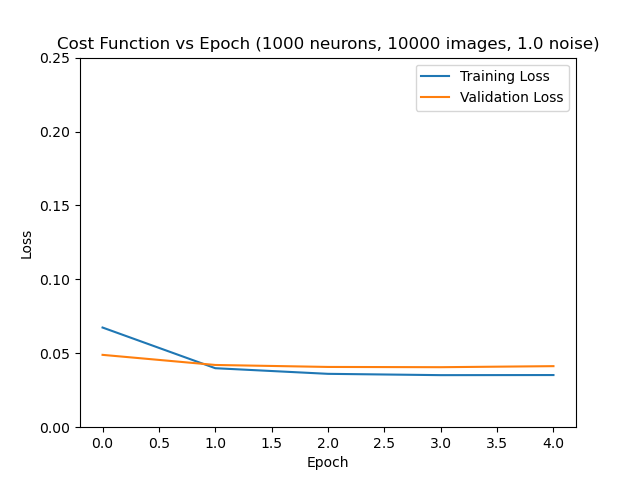 Cost Function vs Epoch (1000 neurons, 10000 images, 1.0 noise)
Training Loss
Validation Loss
0.25
0.20
0.15
0.10
0.05
0.00
Loss
0.0 0.5 1.0 1.5 2.0 2.5 3.0 3.5 4.0
Epoch